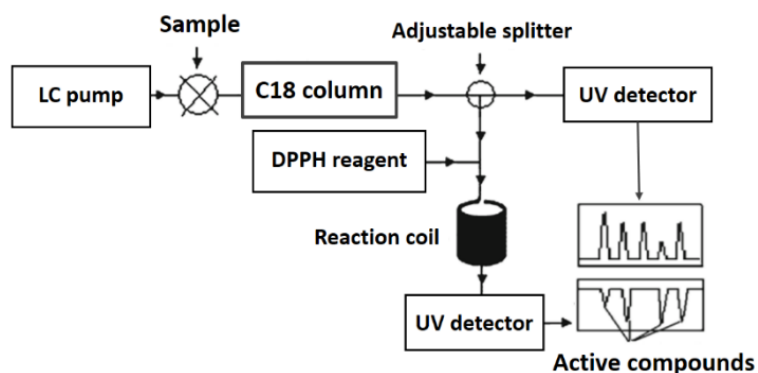 Sample
Adjustable splitter
LC pump
C18 column
UV detector
DPPH reagent
Reaction coil
UV detector
Active compounds